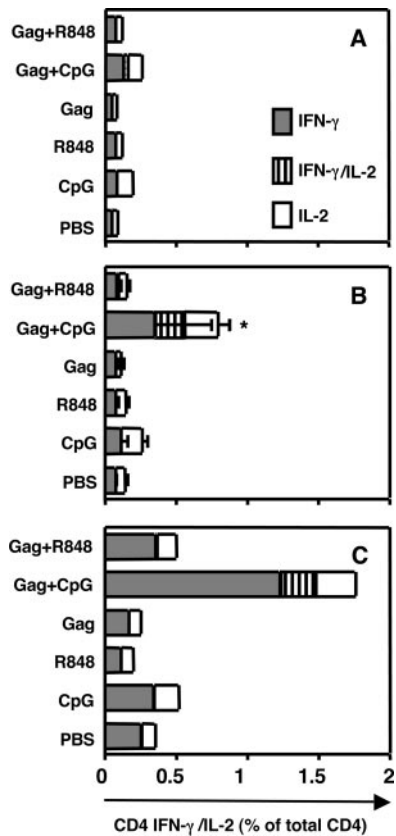 A
Gag+R848
Gag+CpG
Gag
R848
CpG
PBS
IFN-γ
IFN-γ/IL-2
IL-2
B
Gag+R848
Gag+CpG
*
Gag
R848
CpG
PBS
C
Gag+R848
Gag+CpG
Gag
R848
CpG
PBS
0 0.5 1 1.5 2
CD4 IFN-γ /IL-2 (% of total CD4)